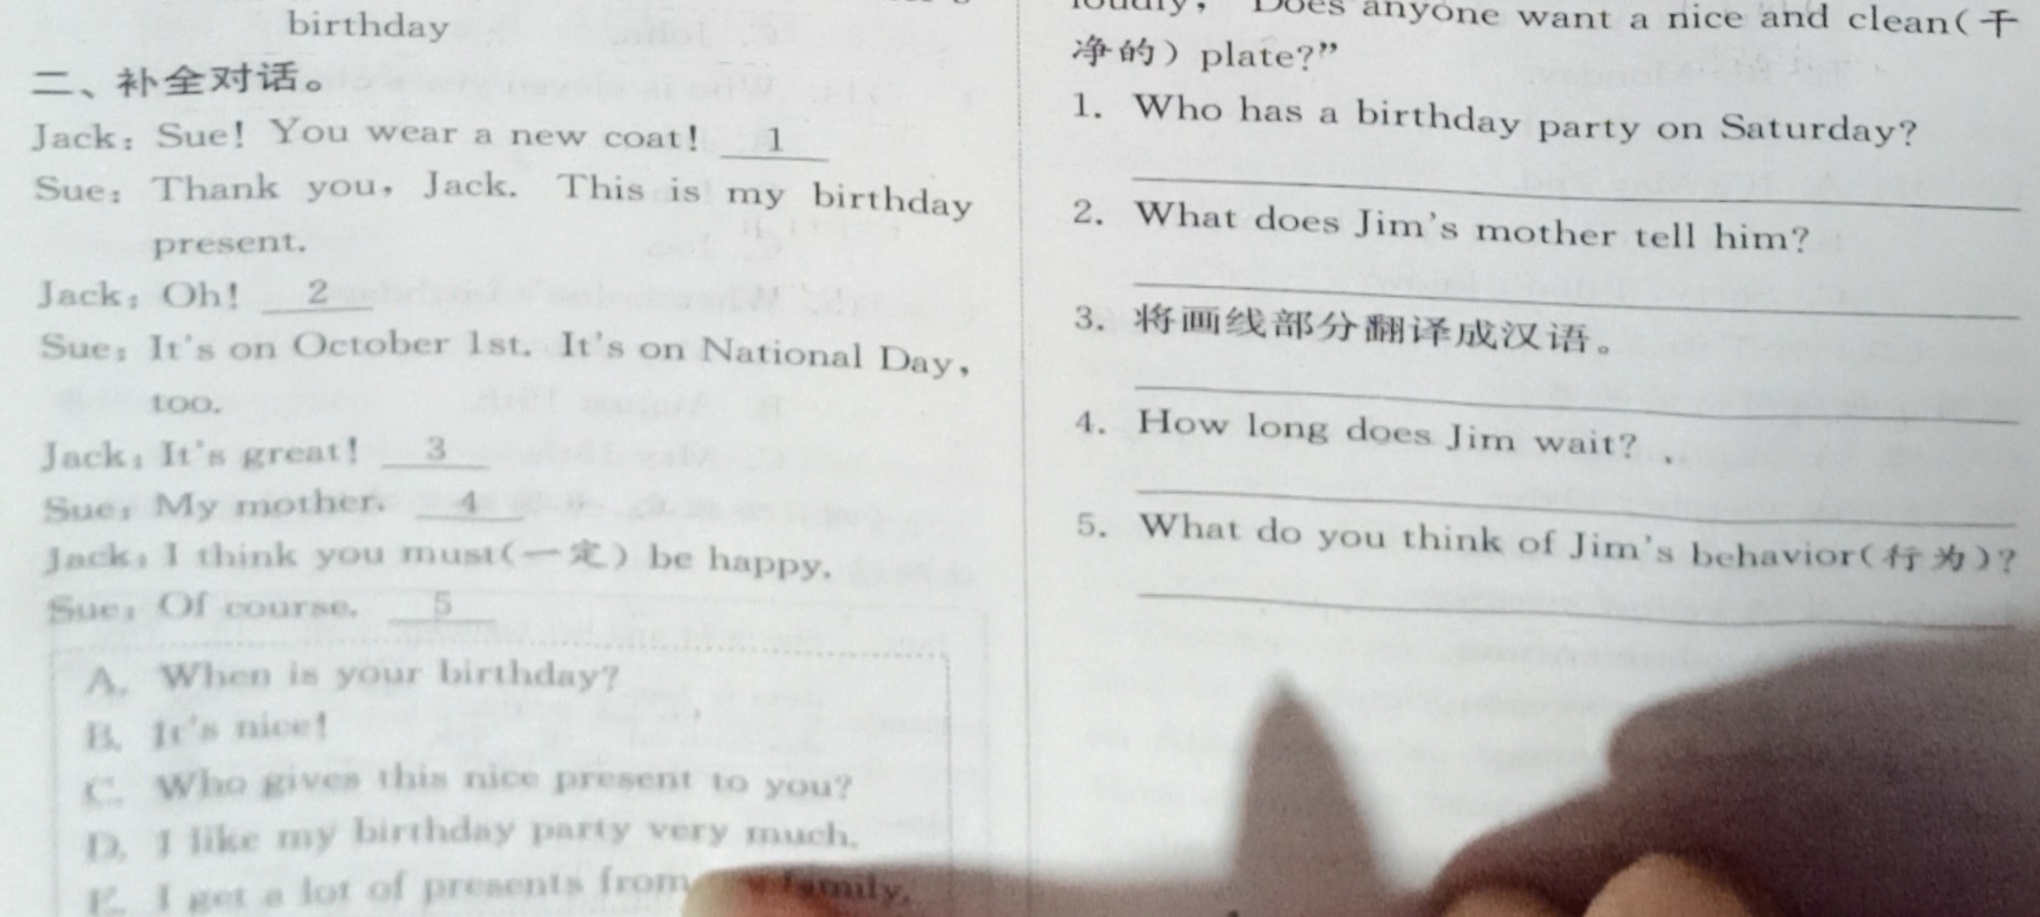 birthday
二、补全对话。
Jack: Sue! You wear a new coat! 1
Sue: Thank you, Jack. This is my birthday
present.
Jack: Oh! 2
Sue: It's on October 1st. It's on National Day,
too.
Jack: It's great! 3
Sue: My mother. 4
Jack: I think you must(一定) be happy.
Sue: Of course. 5
A. When is your birthday?
B. It's nice!
C. Who gives this nice present to you?
D. I like my birthday party very much.
E. I get a lot of presents from family.
loudly, "Does anyone want a nice and clean(干
净的) plate?"
1. Who has a birthday party on Saturday?
2. What does Jim's mother tell him?
3. 将画线部分翻译成汉语。
4. How long does Jim wait?
5. What do you think of Jim's behavior(行为)?